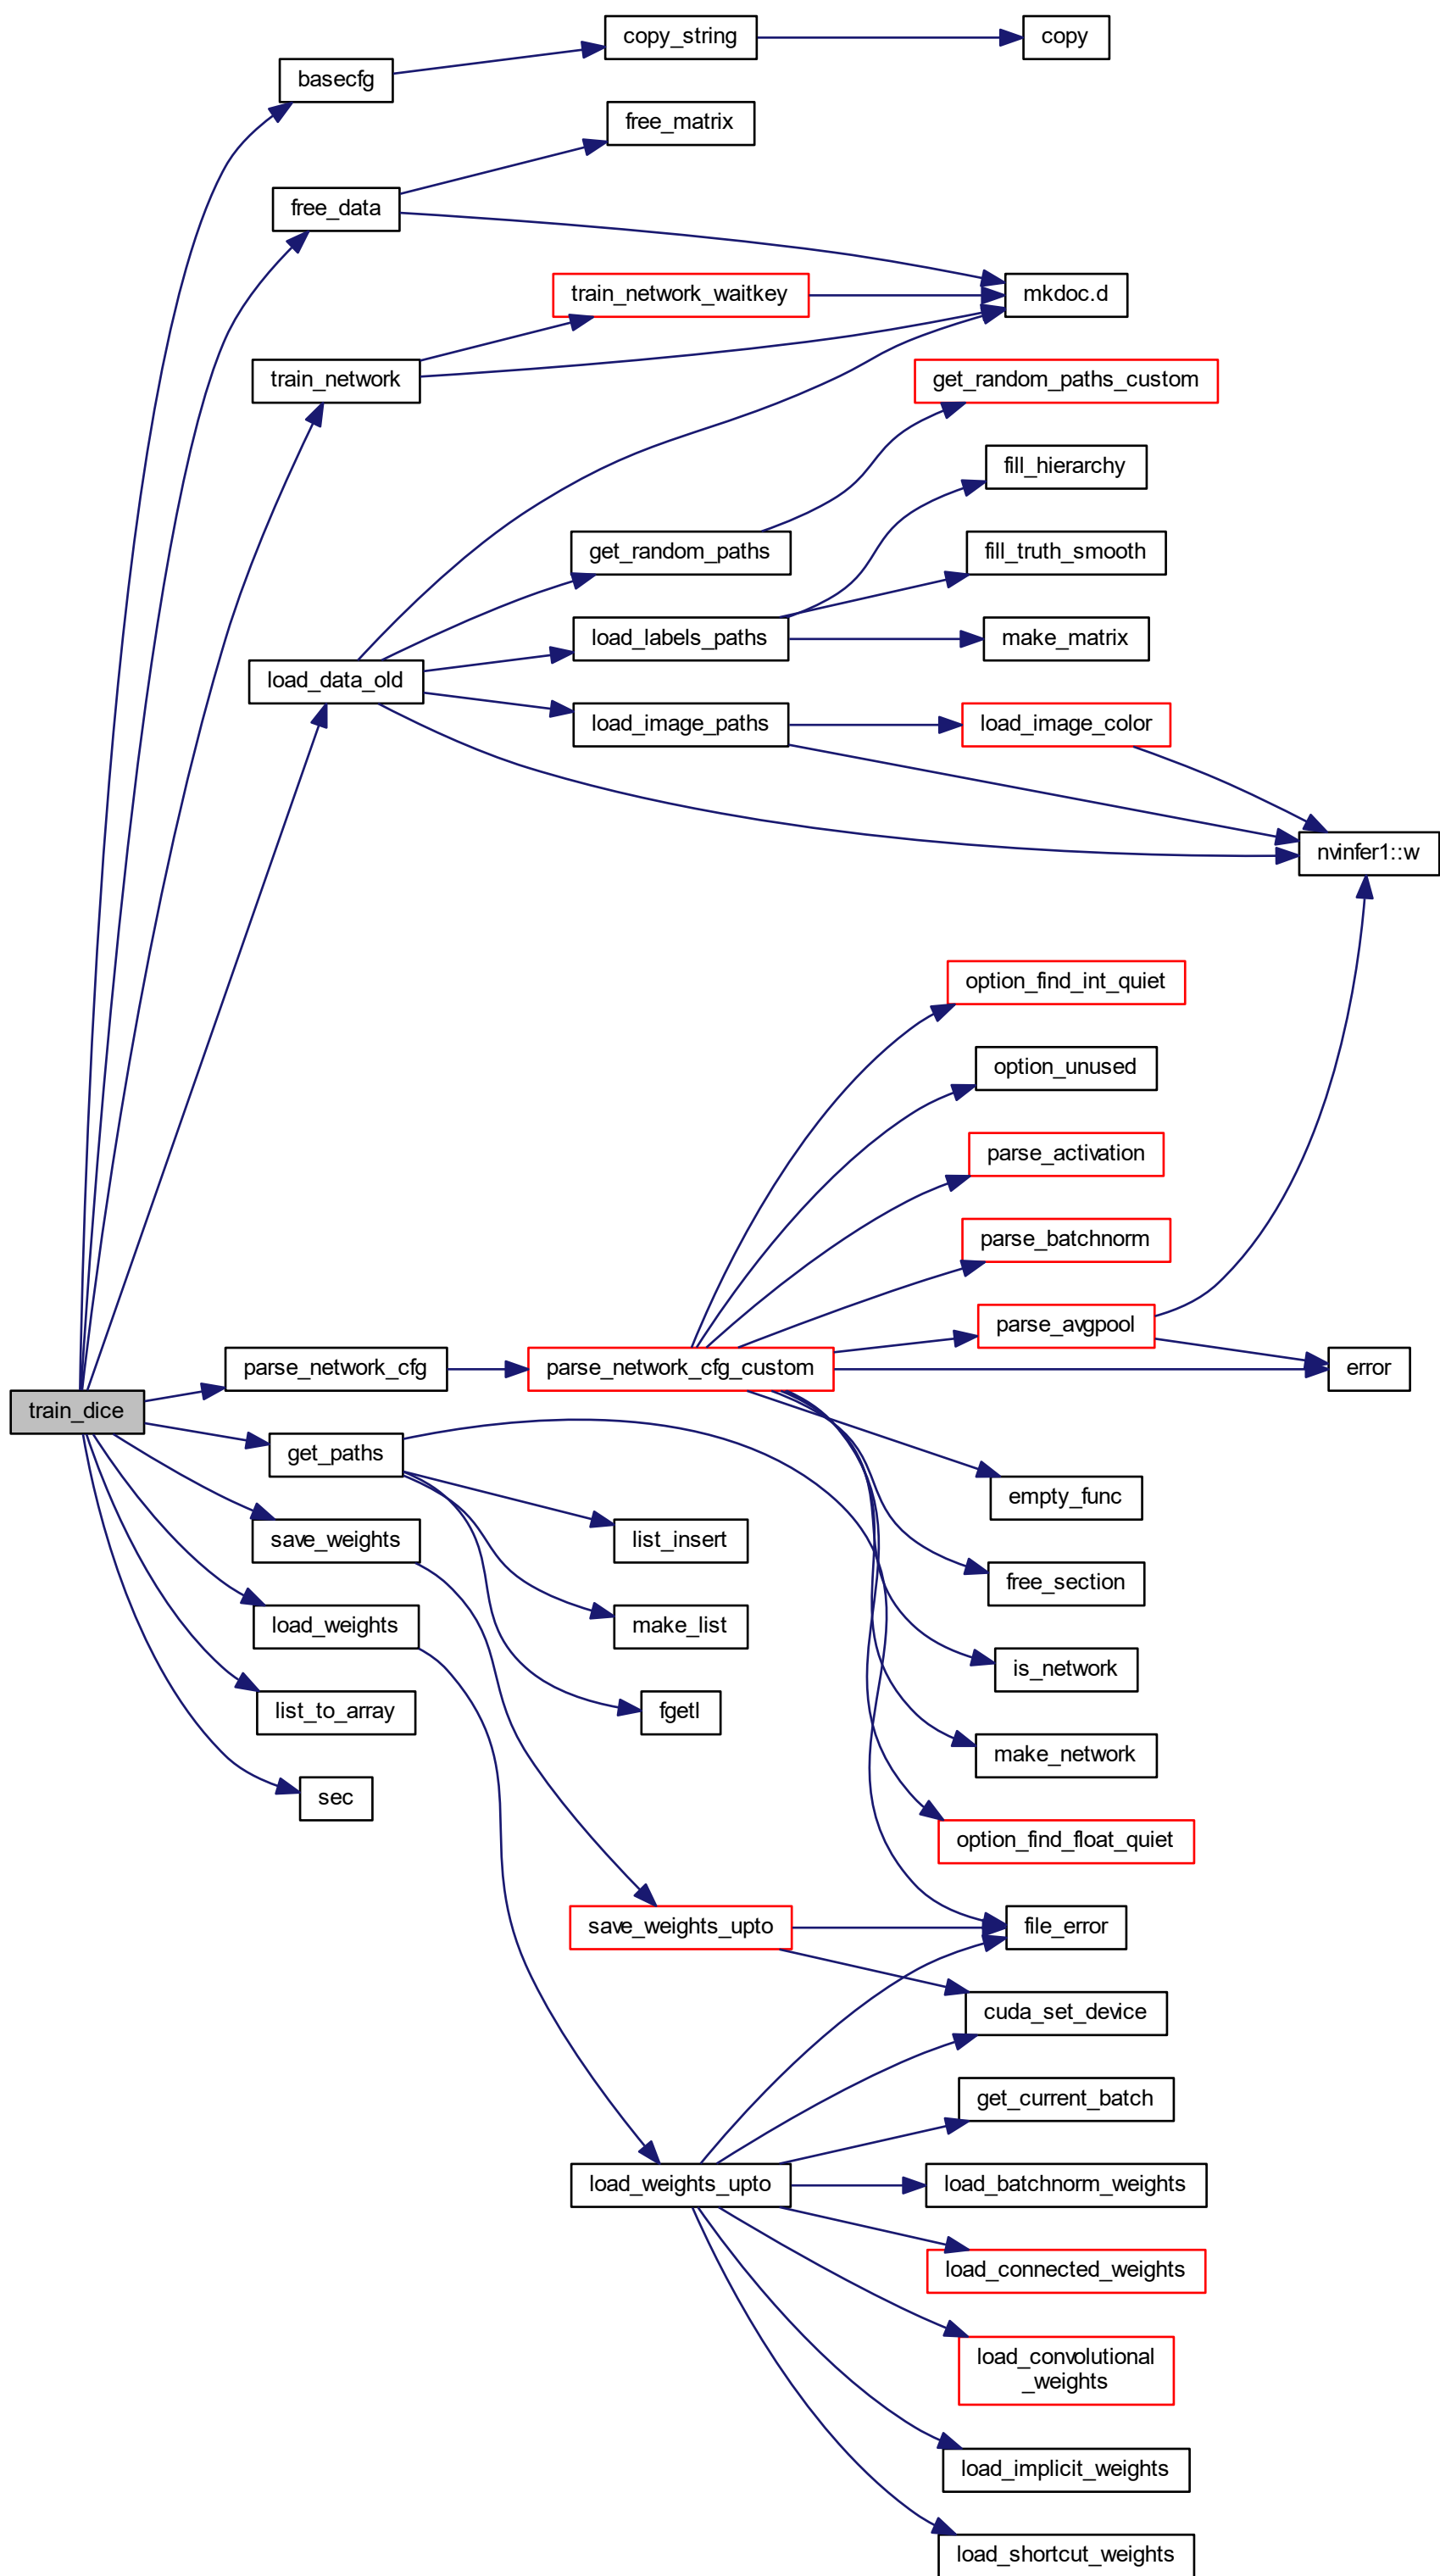 copy_string
copy
basecfg
free_matrix
free_data
train_network_waitkey
mkdoc.d
train_network
get_random_paths_custom
fill_hierarchy
get_random_paths
fill_truth_smooth
load_labels_paths
make_matrix
load_data_old
load_image_paths
load_image_color
nvinfer1::w
option_find_int_quiet
option_unused
parse_activation
parse_batchnorm
parse_avgpool
parse_network_cfg
parse_network_cfg_custom
error
train_dice
get_paths
empty_func
save_weights
list_insert
free_section
load_weights
make_list
is_network
list_to_array
fgetl
make_network
sec
option_find_float_quiet
save_weights_upto
file_error
cuda_set_device
get_current_batch
load_weights_upto
load_batchnorm_weights
load_connected_weights
load_convolutional
_weights
load_implicit_weights
load_shortcut_weights